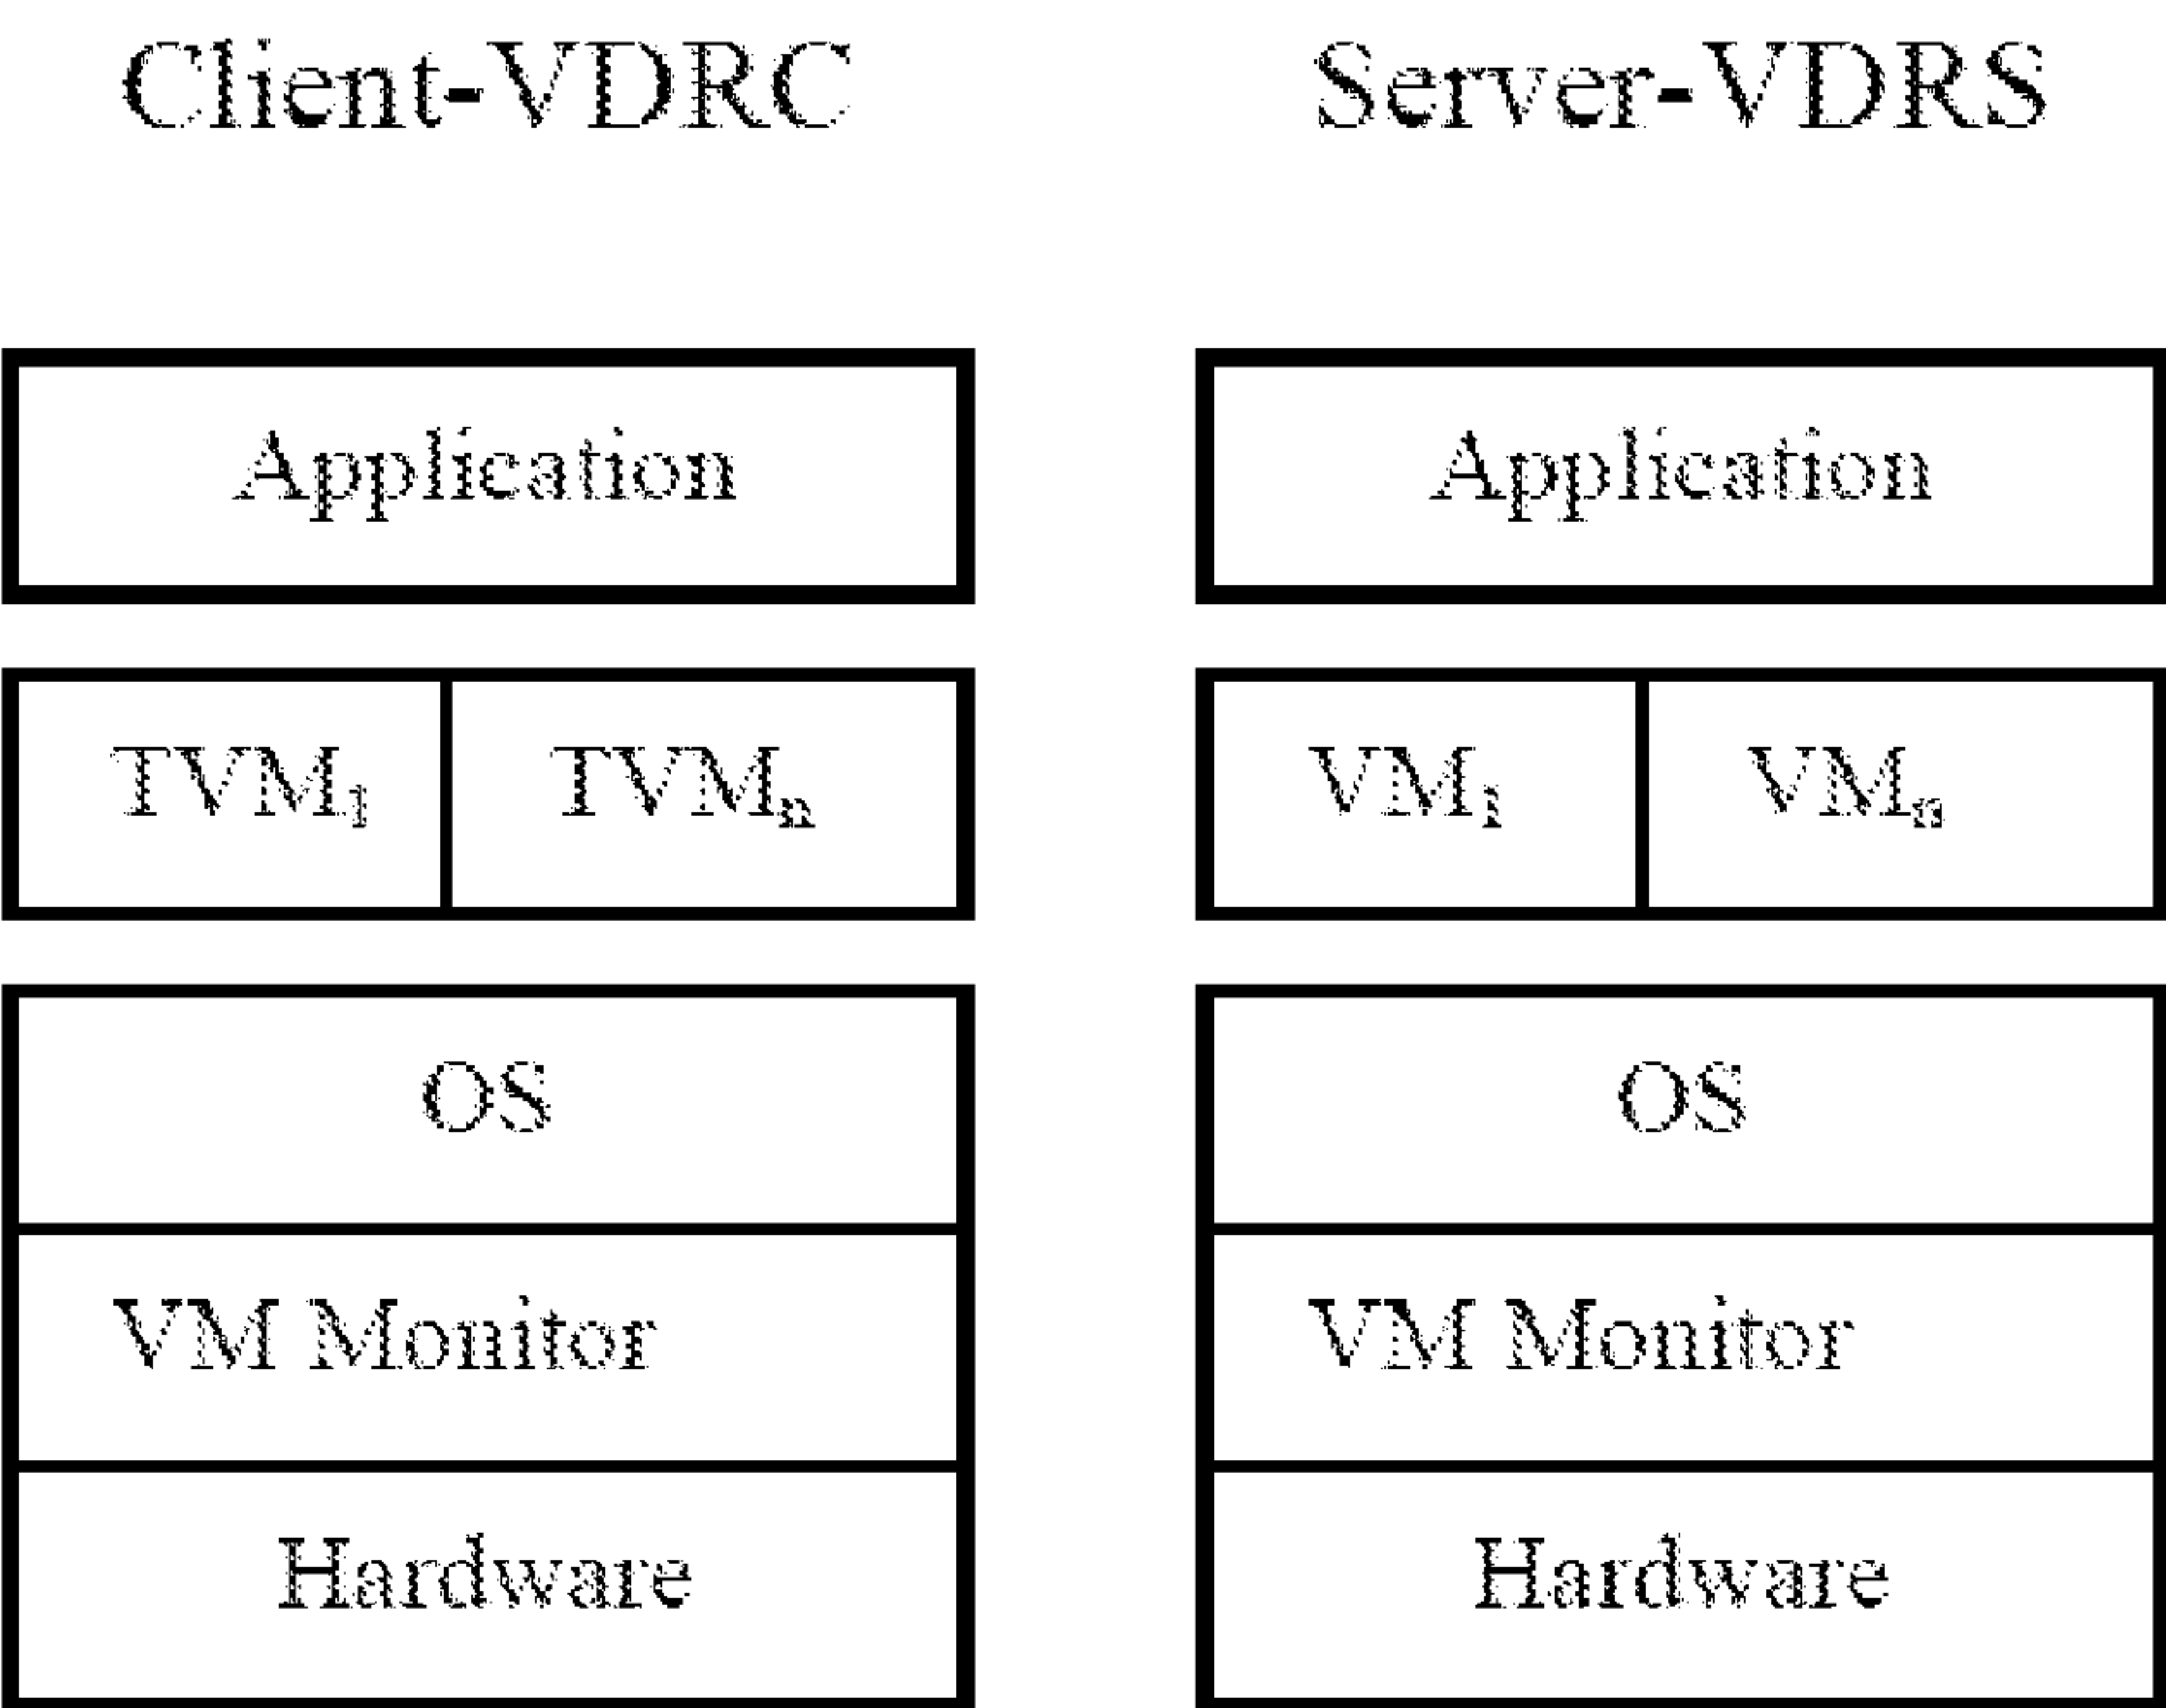 Client-VDRC
Server-VDRS
Application
Application
TVM₁
TVMₙ
VM₁
VMₙ
OS
OS
VM Monitor
VM Monitor
Hardware
Hardware